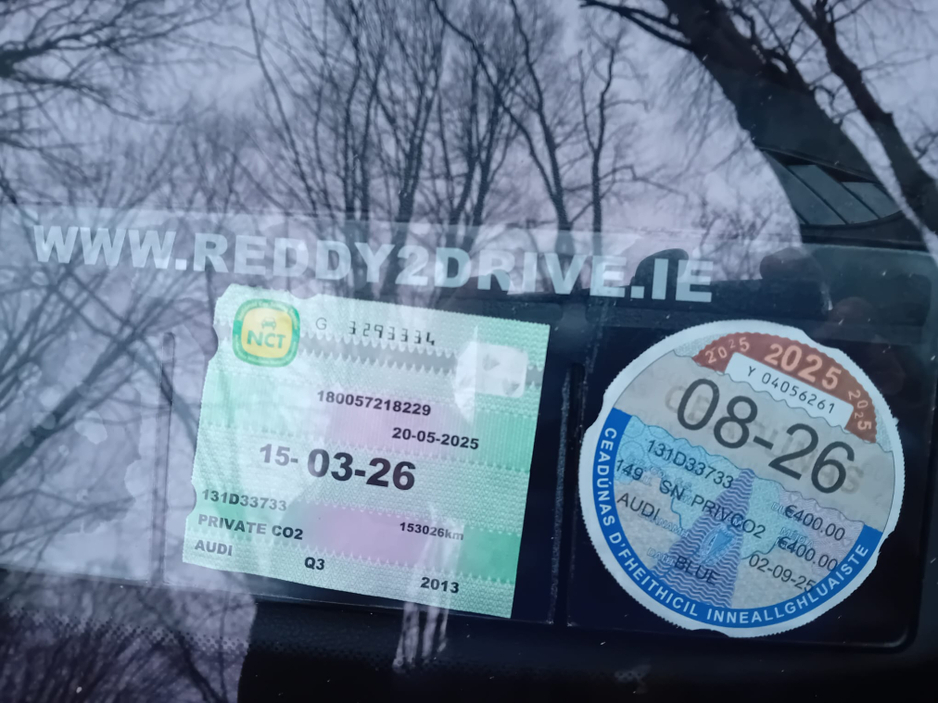 WWW.REDDY2DRIVE.IE
NCT
G 3293334
180057218229
20-05-2025
15-03-26
131D33733
PRIVATE CO2 153026km
AUDI
Q3 2013
2025 2025 2025
Y 04056261
08-26
131D33733
149 SN PRIVCO2 €400.00
AUDI €400.00
BLUE 02-09-25
CEADÚNAS D'FHEITHICIL INNEALLGHLUAISTE